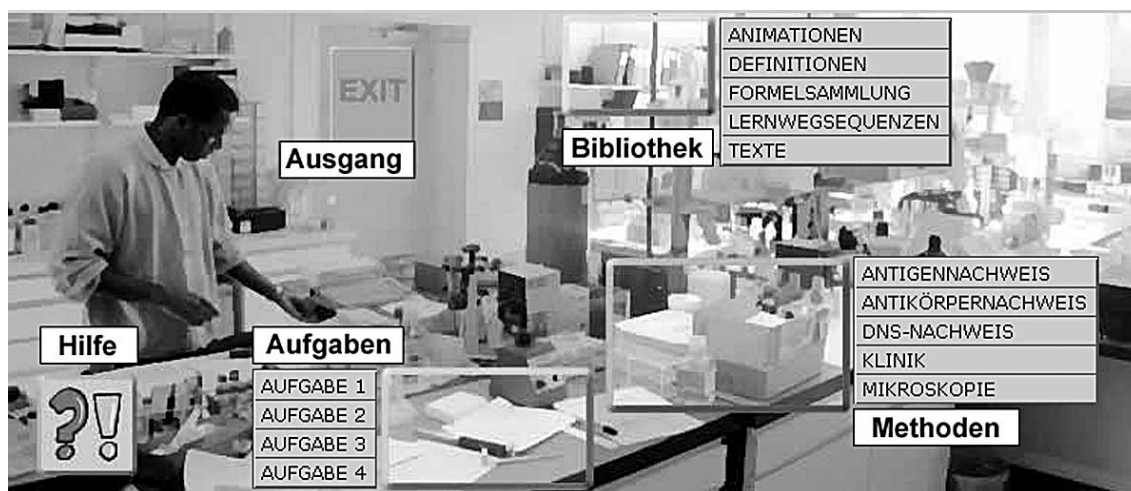 EXIT
Ausgang
Bibliothek
ANIMATIONEN
DEFINITIONEN
FORMELSAMMLUNG
LERNWEGSEQUENZEN
TEXTE
ANTIGENNACHWEIS
ANTIKÖRPERNACHWEIS
DNS-NACHWEIS
KLINIK
MIKROSKOPIE
Methoden
Hilfe
?!
Aufgaben
AUFGABE 1
AUFGABE 2
AUFGABE 3
AUFGABE 4